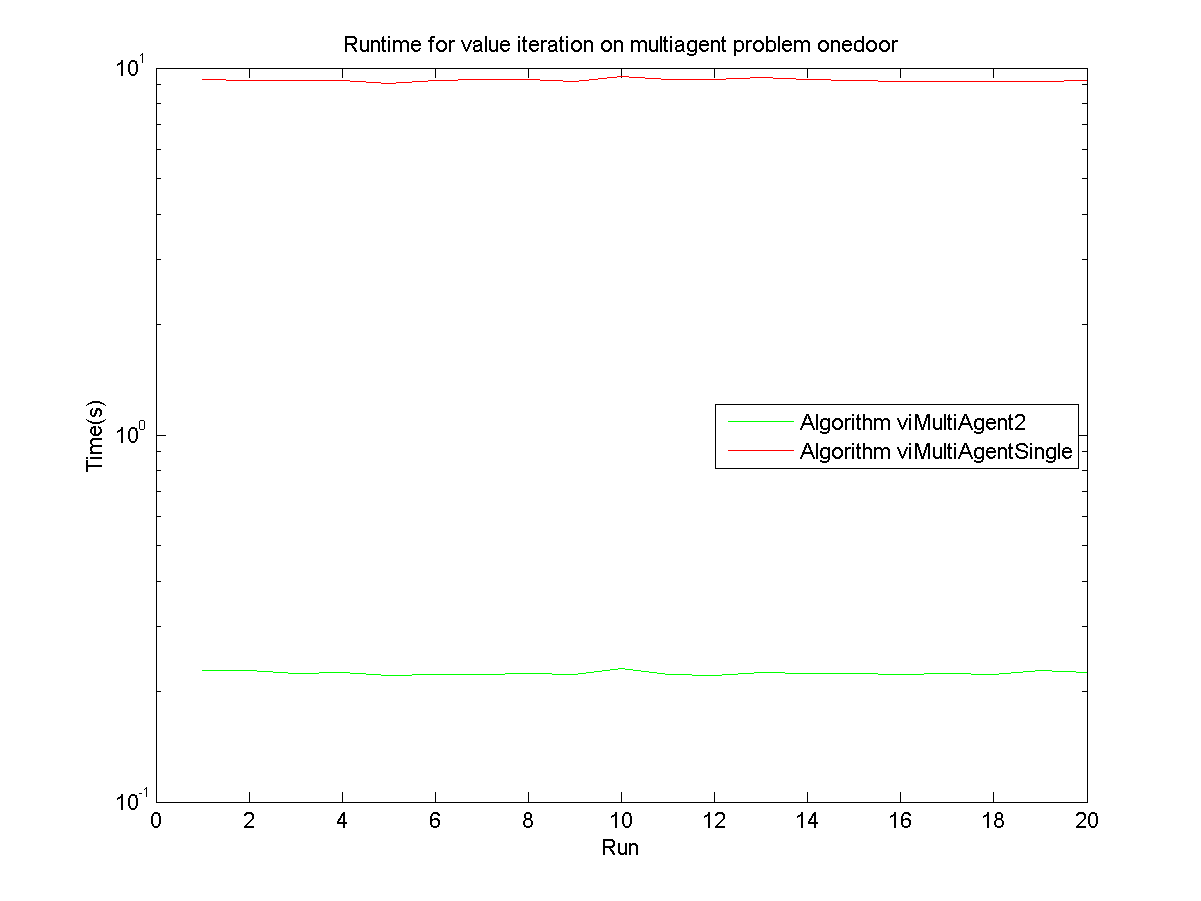 Runtime for value iteration on multiagent problem onedoor
10^1
10^0
10^-1
Time(s)
Algorithm viMultiAgent2
Algorithm viMultiAgentSingle
0 2 4 6 8 10 12 14 16 18 20
Run